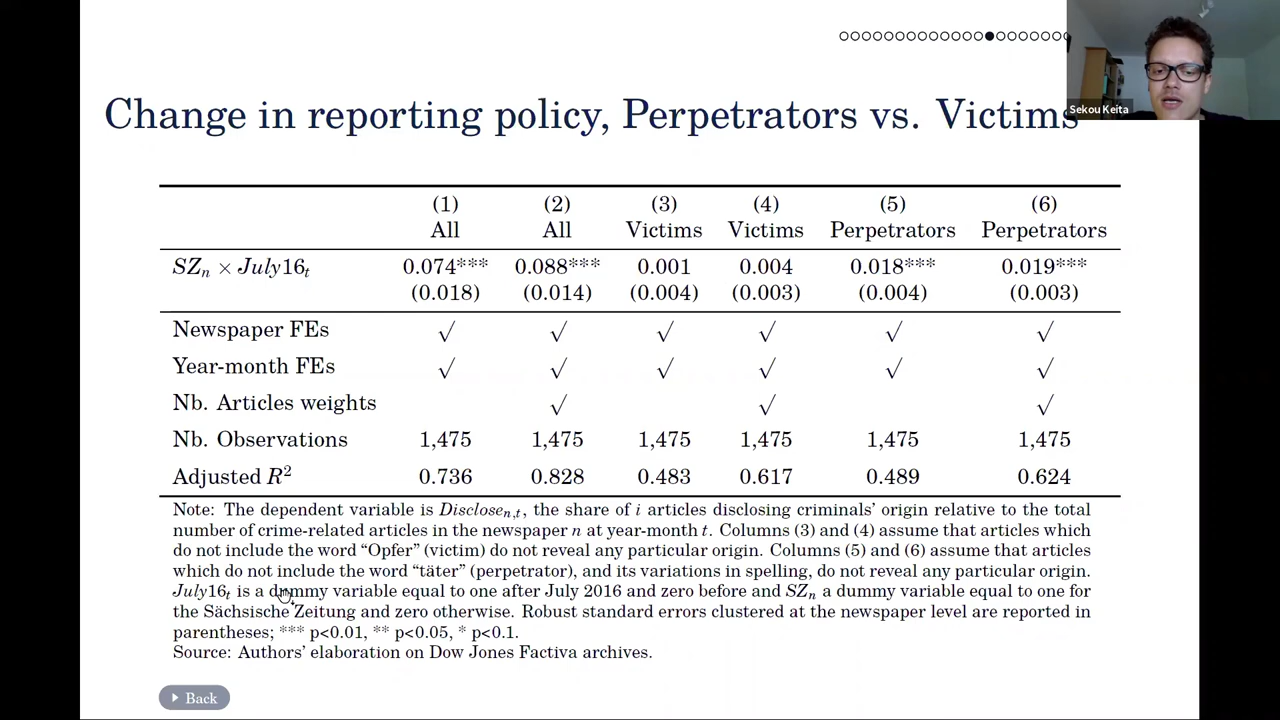 Sekou Keita
Change in reporting policy, Perpetrators vs. Victims
(1) (2) (3) (4) (5) (6)
All All Victims Victims Perpetrators Perpetrators
SZₙ × July16ₜ 0.074*** 0.088*** 0.001 0.004 0.018*** 0.019***
(0.018) (0.014) (0.004) (0.003) (0.004) (0.003)
Newspaper FEs ✓ ✓ ✓ ✓ ✓ ✓
Year-month FEs ✓ ✓ ✓ ✓ ✓ ✓
Nb. Articles weights ✓ ✓ ✓
Nb. Observations 1,475 1,475 1,475 1,475 1,475 1,475
Adjusted R² 0.736 0.828 0.483 0.617 0.489 0.624
Note: The dependent variable is Discloseₙ,ₜ, the share of i articles disclosing criminals' origin relative to the total
number of crime-related articles in the newspaper n at year-month t. Columns (3) and (4) assume that articles which
do not include the word “Opfer” (victim) do not reveal any particular origin. Columns (5) and (6) assume that articles
which do not include the word “täter” (perpetrator), and its variations in spelling, do not reveal any particular origin.
July16ₜ is a dummy variable equal to one after July 2016 and zero before and SZₙ a dummy variable equal to one for
the Sächsische Zeitung and zero otherwise. Robust standard errors clustered at the newspaper level are reported in
parentheses; *** p<0.01, ** p<0.05, * p<0.1.
Source: Authors' elaboration on Dow Jones Factiva archives.
Back